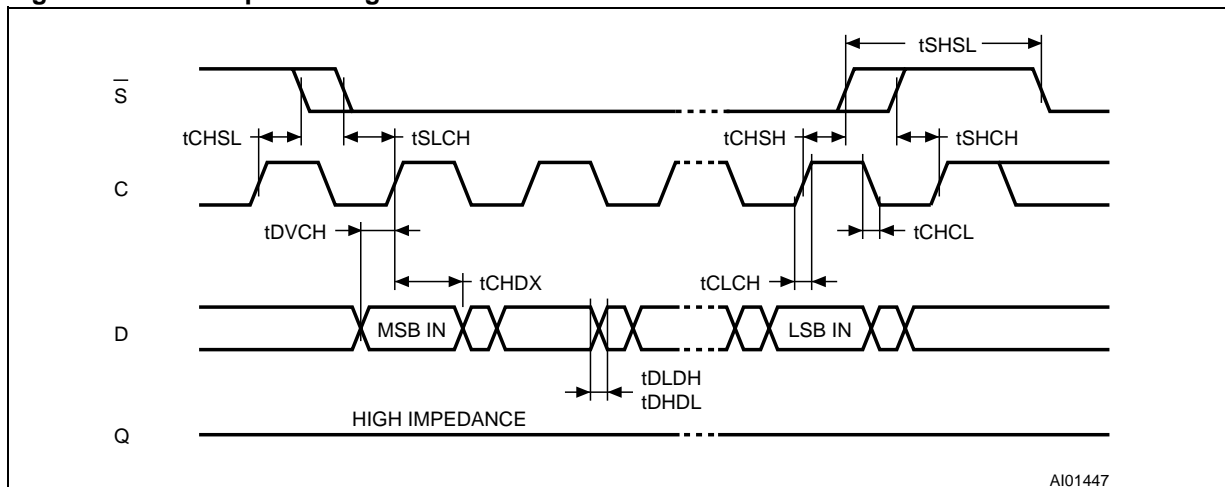 tSHSL
S
tCHSL
tSLCH
tCHSH
tSHCH
C
tDVCH
tCHCL
tCHDX
tCLCH
D
MSB IN
LSB IN
tDLDH
tDHDL
HIGH IMPEDANCE
Q
AI01447